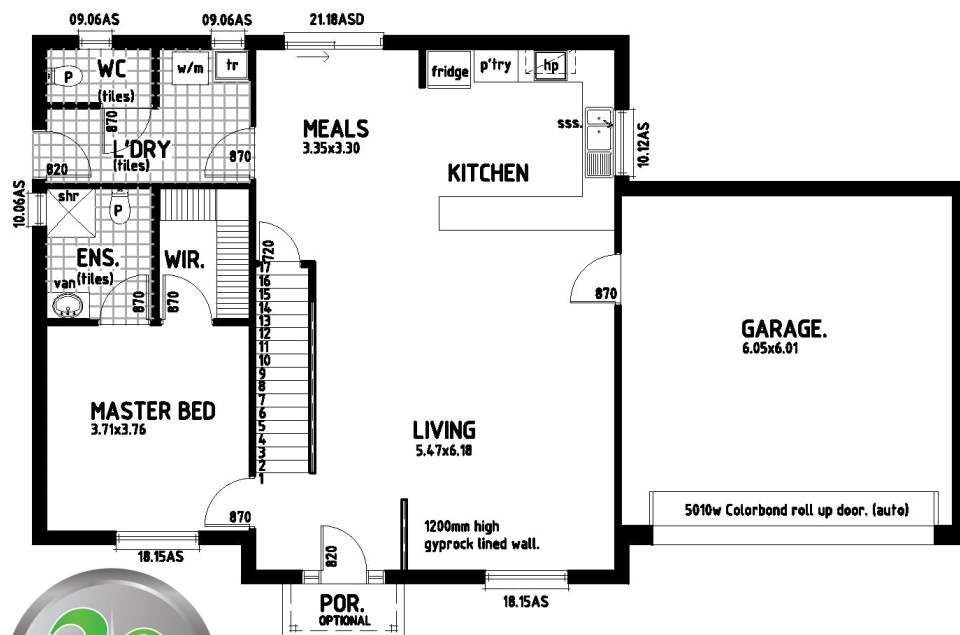 09.06AS
09.06AS
21.18ASD
WC
P
(tiles)
w/m
tr
fridge
p'try
hp
870
MEALS
3.35x3.30
sss.
10.12AS
L'DRY
(tiles)
820
870
KITCHEN
10.06AS
shr
P
ENS.
(tiles)
van
870
WIR.
870
720
17
16
15
14
13
12
11
10
9
8
7
6
5
4
3
2
1
870
GARAGE.
6.05x6.01
MASTER BED
3.71x3.76
LIVING
5.47x6.18
870
5010w Colorbond roll up door. (auto)
1200mm high
gyprock lined wall.
820
18.15AS
18.15AS
POR.
OPTIONAL